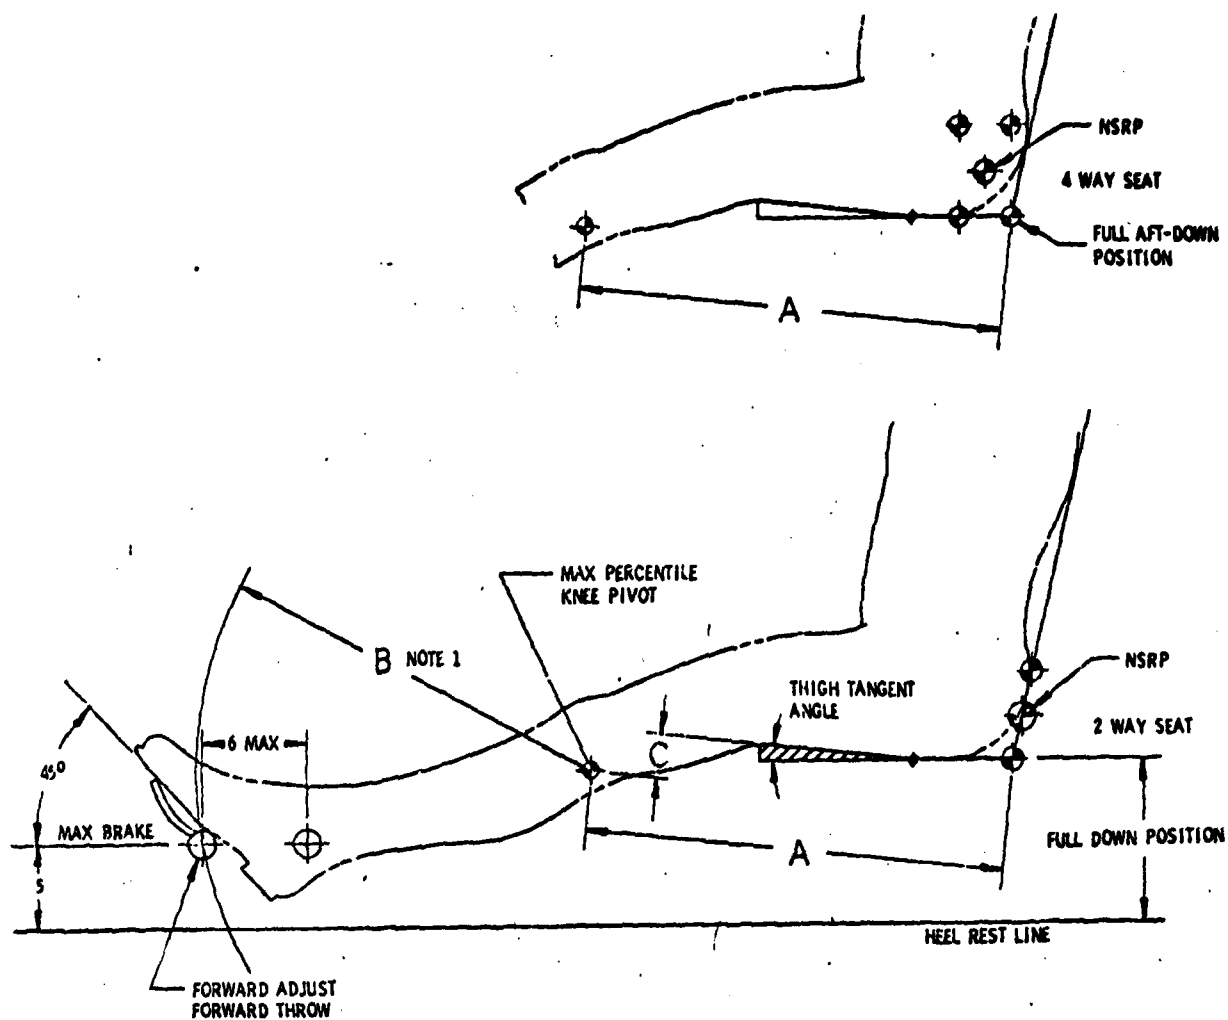 NSRP
4 WAY SEAT
FULL AFT-DOWN
POSITION
A
MAX PERCENTILE
KNEE PIVOT
B NOTE 1
THIGH TANGENT
ANGLE
NSRP
2 WAY SEAT
6 MAX
C
45°
MAX BRAKE
A
FULL DOWN POSITION
5
HEEL REST LINE
FORWARD ADJUST
FORWARD THROW